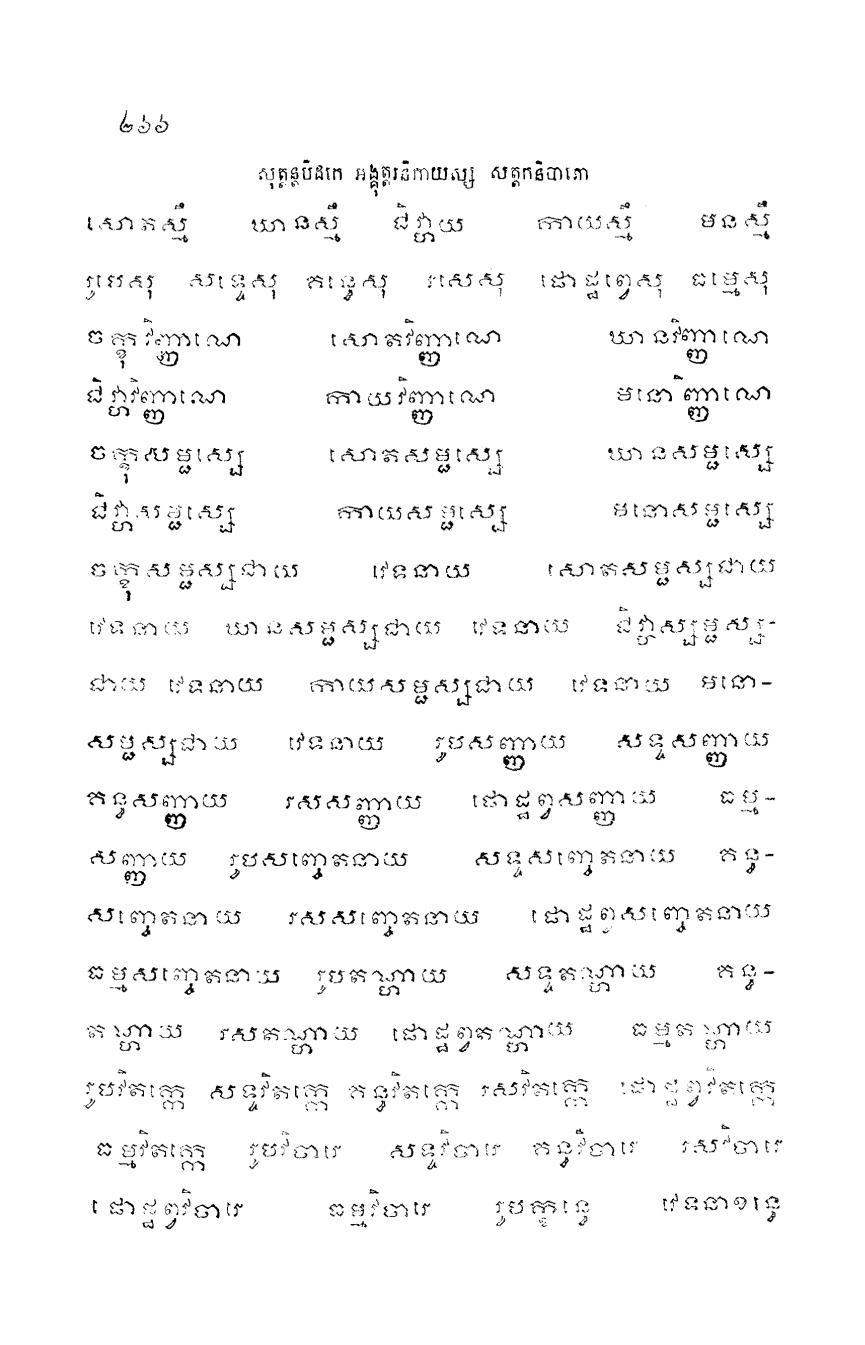 ២៦៦
សុត្តន្តបិដកេ អង្គុត្តរនិកាយស្ស សត្តកនិបាតោ
សោតស្មឹ ឃានស្មឹ ជិវ្ហាយ កាយស្មឹ មនស្មឹ
រូបេសុ សទ្ទេសុ គន្ធេសុ រសេសុ ផោដ្ឋព្វេសុ ធម្មេសុ
ចក្ខុវិញ្ញាណេ សោតវិញ្ញាណេ ឃានវិញ្ញាណេ
ជិវ្ហាវិញ្ញាណេ កាយវិញ្ញាណេ មនោវិញ្ញាណេ
ចក្ខុសម្ផស្សេ សោតសម្ផស្សេ ឃានសម្ផស្សេ
ជិវ្ហាសម្ផស្សេ កាយសម្ផស្សេ មនោសម្ផស្សេ
ចក្ខុសម្ផស្សជាយ វេទនាយ សោតសម្ផស្សជាយ
វេទនាយ ឃានសម្ផស្សជាយ វេទនាយ ជិវ្ហាស្សម្ផស្ស-
ជាយ វេទនាយ កាយសម្ផស្សជាយ វេទនាយ មនោ-
សម្ផស្សជាយ វេទនាយ រូបសញ្ញាយ សទ្ទសញ្ញាយ
គន្ធសញ្ញាយ រសសញ្ញាយ ផោដ្ឋព្វសញ្ញាយ ធម្ម-
សញ្ញាយ រូបសញ្ចេតនាយ សទ្ទសញ្ចេតនាយ គន្ធ-
សញ្ចេតនាយ រសសញ្ចេតនាយ ផោដ្ឋព្វសញ្ចេតនាយ
ធម្មសញ្ចេតនាយ រូបតណ្ហាយ សទ្ទតណ្ហាយ គន្ធ-
តណ្ហាយ រសតណ្ហាយ ផោដ្ឋព្វតណ្ហាយ ធម្មតណ្ហាយ
រូបវិតក្កេ សទ្ទវិតក្កេ គន្ធវិតក្កេ រសវិតក្កេ ផោដ្ឋព្វវិតក្កេ
ធម្មវិតក្កេ រូបវិចារេ សទ្ទវិចារេ គន្ធវិចារេ រសវិចារេ
ផោដ្ឋព្វវិចារេ ធម្មវិចារេ រូបក្ខន្ធេ វេទនាខន្ធេ